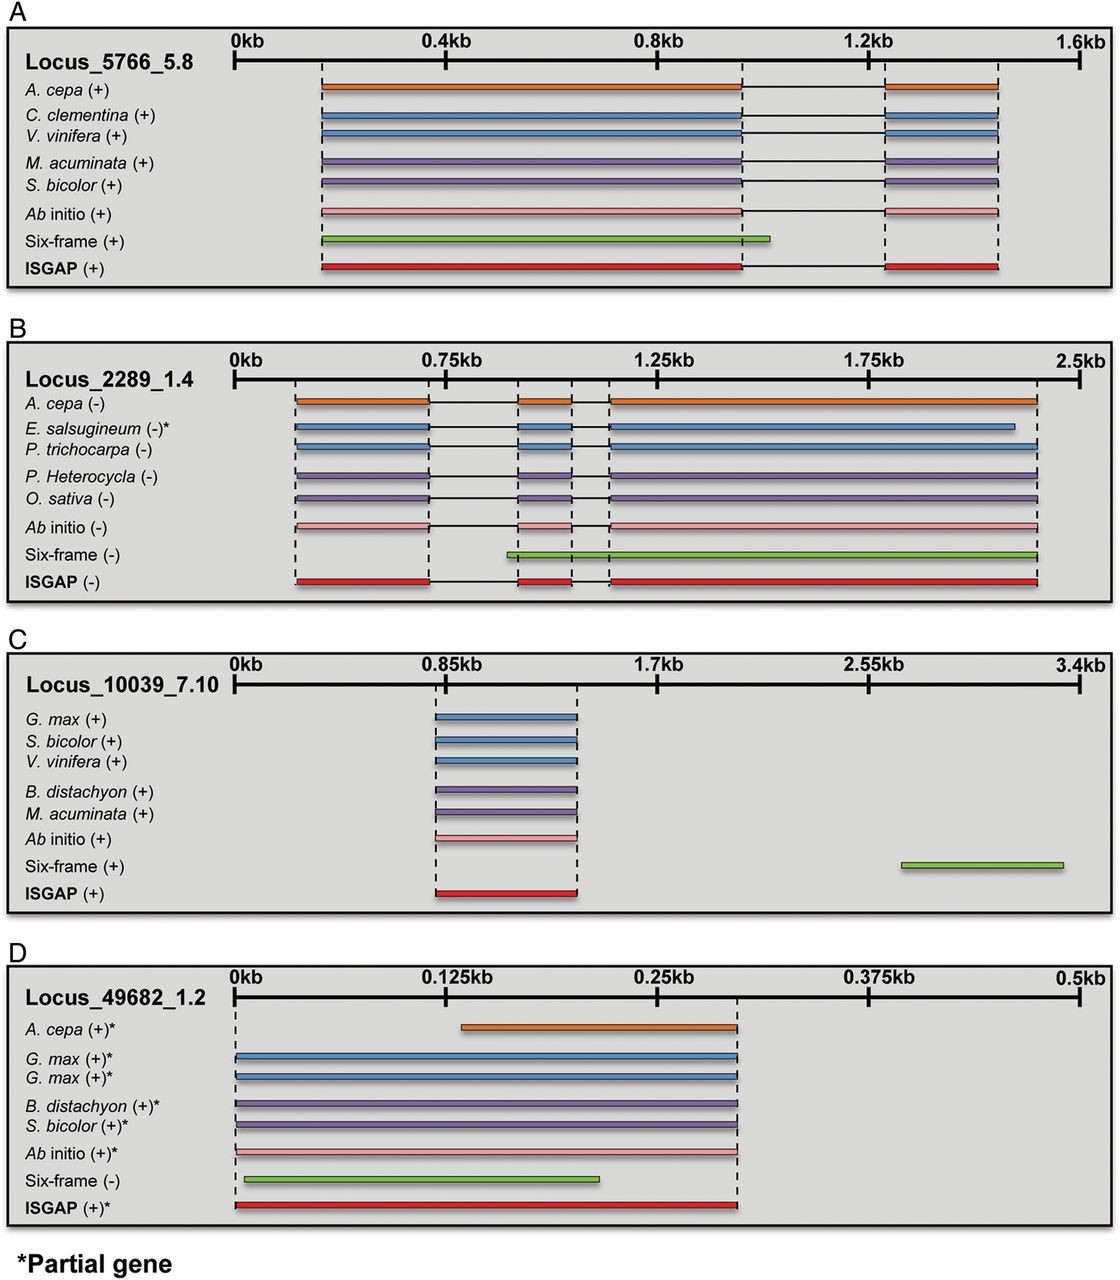 A
0kb 0.4kb 0.8kb 1.2kb 1.6kb
Locus_5766_5.8
A. cepa (+)
C. clementina (+)
V. vinifera (+)
M. acuminata (+)
S. bicolor (+)
Ab initio (+)
Six-frame (+)
ISGAP (+)
B
0kb 0.75kb 1.25kb 1.75kb 2.5kb
Locus_2289_1.4
A. cepa (-)
E. salsugineum (-)*
P. trichocarpa (-)
P. Heterocycla (-)
O. sativa (-)
Ab initio (-)
Six-frame (-)
ISGAP (-)
C
0kb 0.85kb 1.7kb 2.55kb 3.4kb
Locus_10039_7.10
G. max (+)
S. bicolor (+)
V. vinifera (+)
B. distachyon (+)
M. acuminata (+)
Ab initio (+)
Six-frame (+)
ISGAP (+)
D
0kb 0.125kb 0.25kb 0.375kb 0.5kb
Locus_49682_1.2
A. cepa (+)*
G. max (+)*
G. max (+)*
B. distachyon (+)*
S. bicolor (+)*
Ab initio (+)*
Six-frame (-)
ISGAP (+)*
*Partial gene